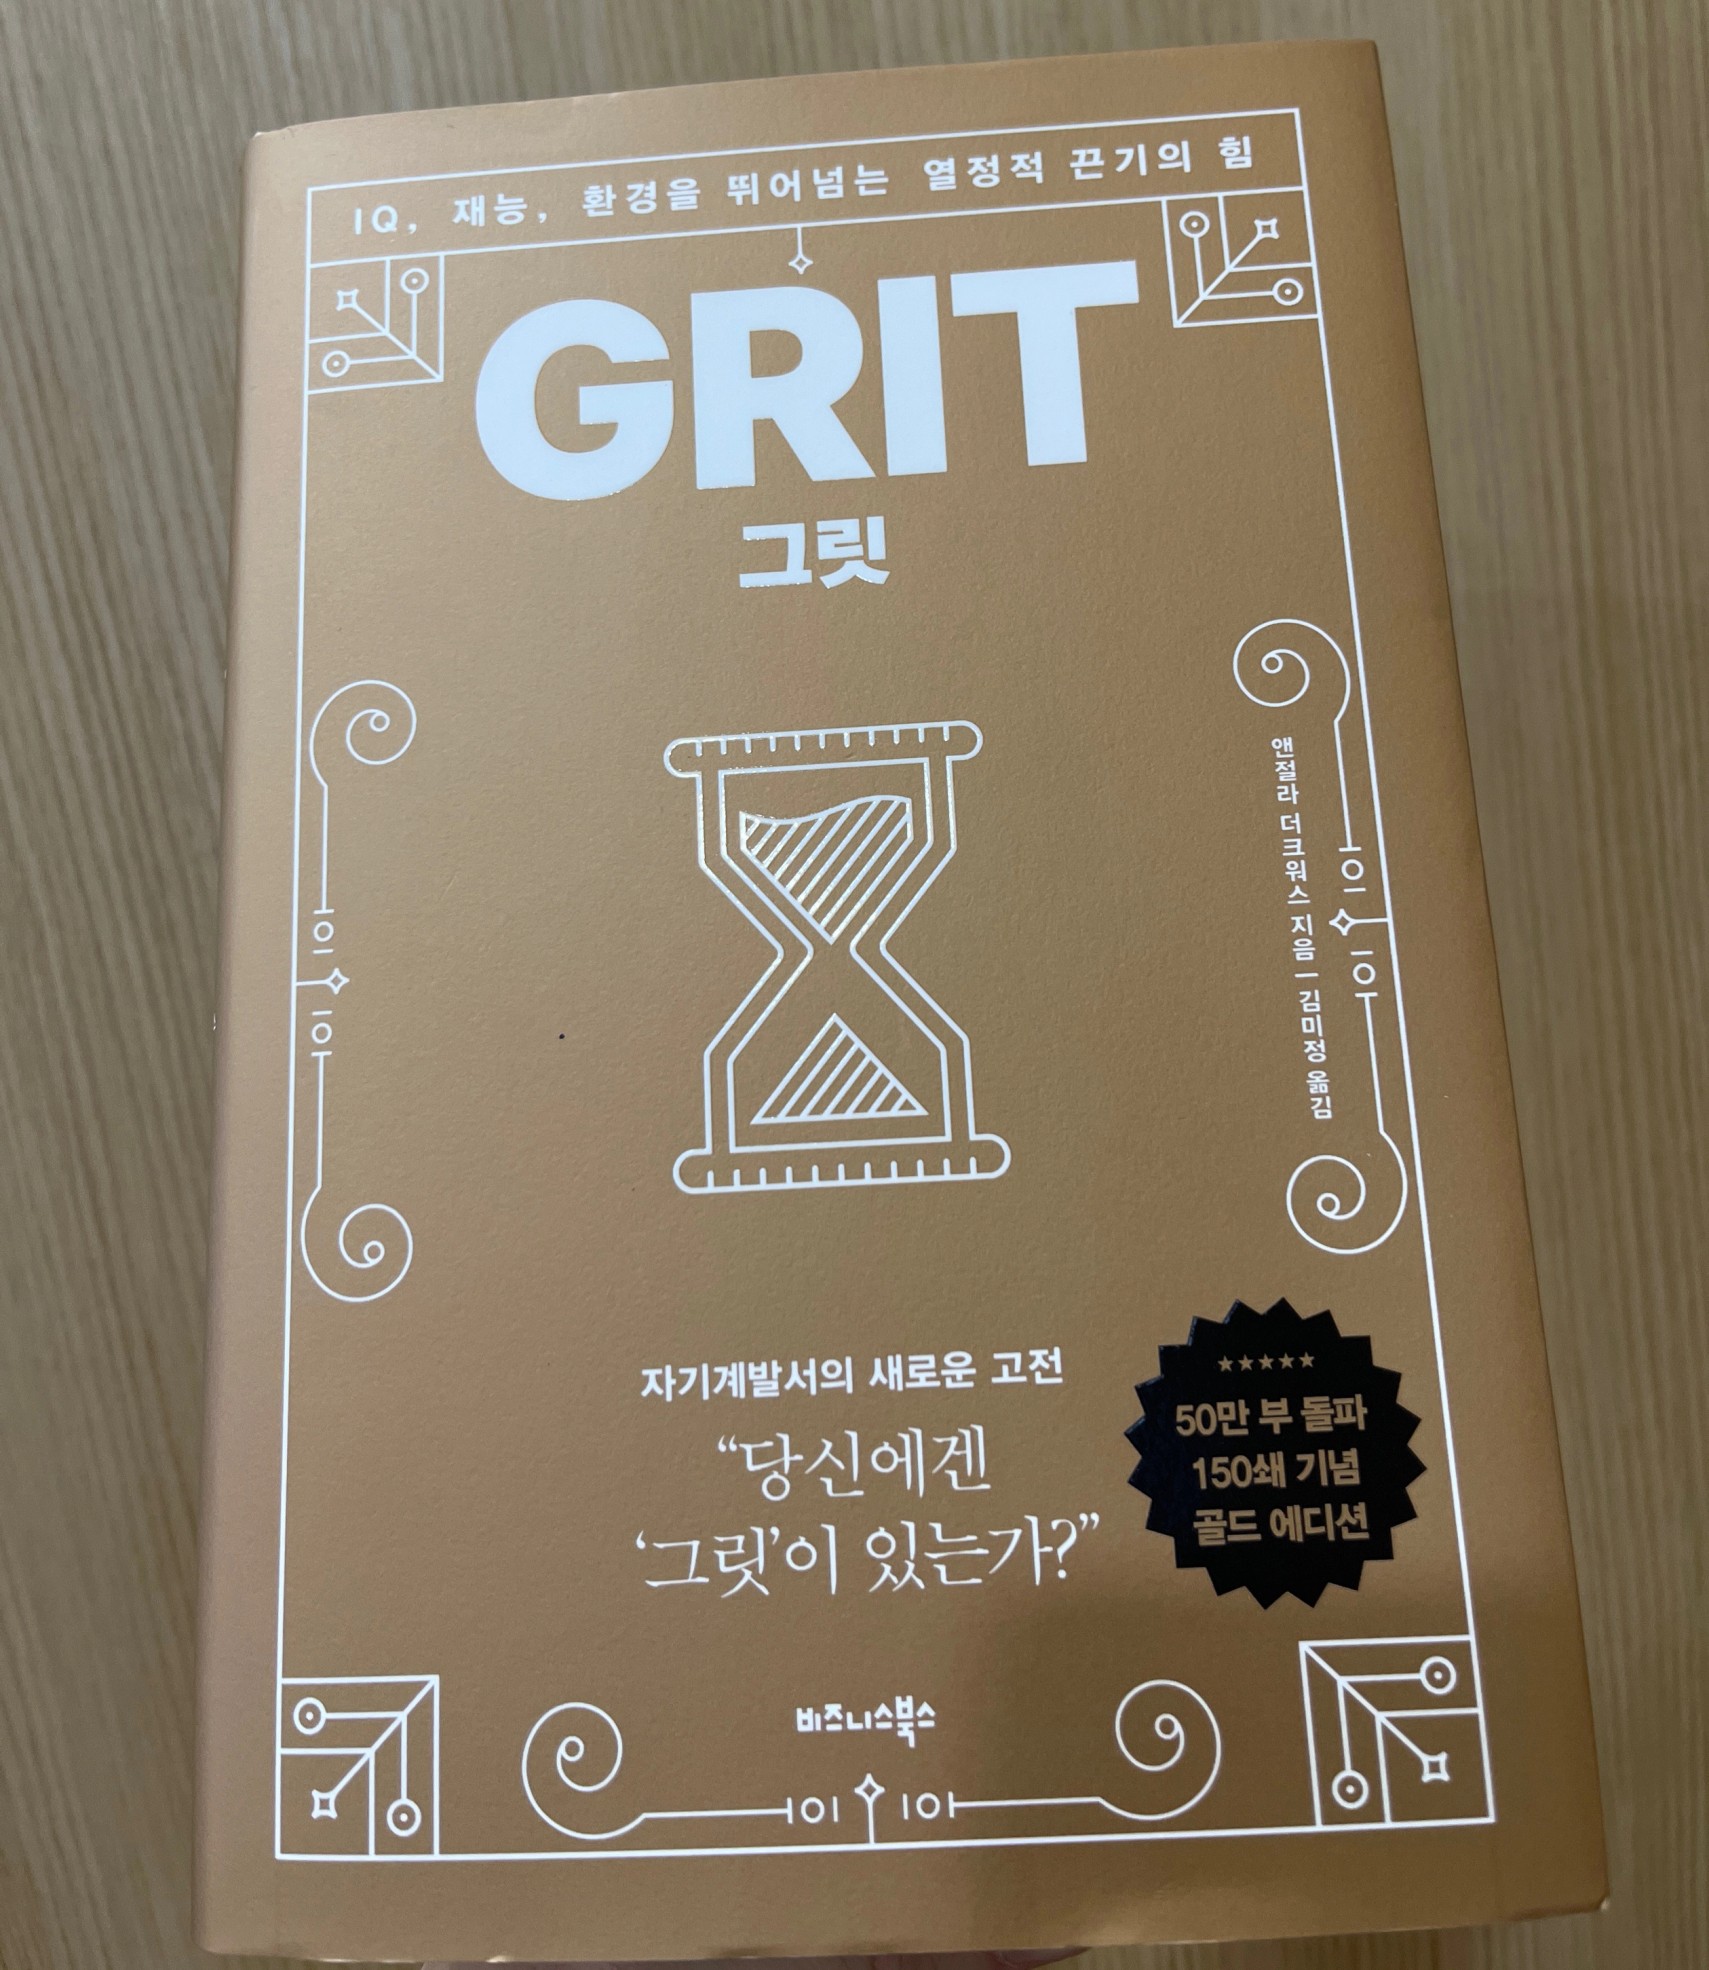 IQ, 재능, 환경을 뛰어넘는 열정적 끈기의 힘
GRIT
그릿
앤절라 더크워스 지음 | 김미정 옮김
자기계발서의 새로운 고전
“당신에겐
‘그릿’이 있는가?”
★★★★★
50만 부 돌파
150쇄 기념
골드 에디션
비즈니스북스